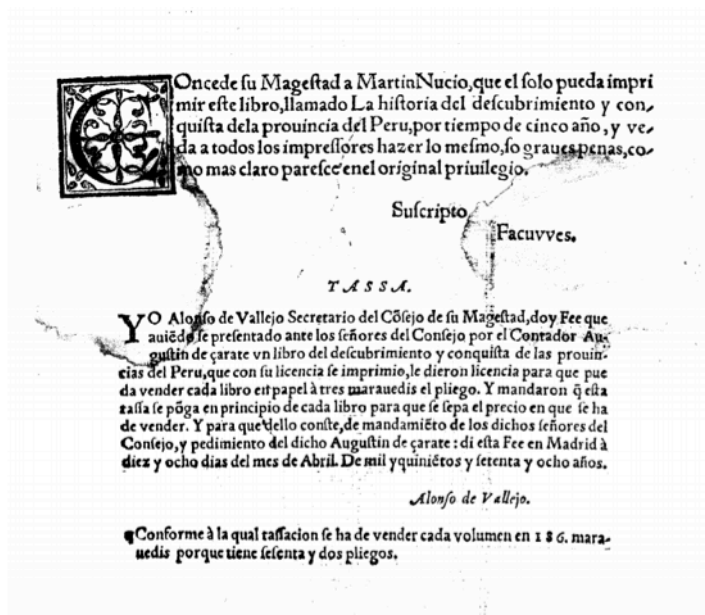 COncede ſu Mageſtad a Martin Nucio, que el ſolo pueda impri
mir eſte libro, llamado La hiſtoria del deſcubrimiento y con-
quiſta dela prouincia del Peru, por tiempo de cinco año, y ve-
da a todos los impreſſores hazer lo meſmo, ſo graues penas, co-
mo mas claro pareſce enel original priuilegio.
Suſcripto
Facuvves.
TASSA.
YO Alonſo de Vallejo Secretario del Cõſejo de ſu Mageſtad, doy Fee que
auiẽdo ſe preſentado ante los ſeñores del Conſejo por el Contador Au-
guſtin de çarate vn libro del deſcubrimiento y conquiſta de las prouin-
cias del Peru, que con ſu licencia ſe imprimio, le dieron licencia para que pue
da vender cada libro en papel à tres marauedis el pliego. Y mandaron q̃ eſta
taſſa ſe põga en principio de cada libro para que ſe ſepa el precio en que ſe ha
de vender. Y para que dello conſte, de mandamiẽto de los dichos ſeñores del
Conſejo, y pedimiento del dicho Auguſtin de çarate: di eſta Fee en Madrid à
diez y ocho dias del mes de Abril. De mil y quiniẽtos y ſetenta y ocho años.
Alonſo de Vallejo.
¶Conforme à la qual taſſacion ſe ha de vender cada volumen en 186. mara-
uedis porque tiene ſeſenta y dos pliegos.